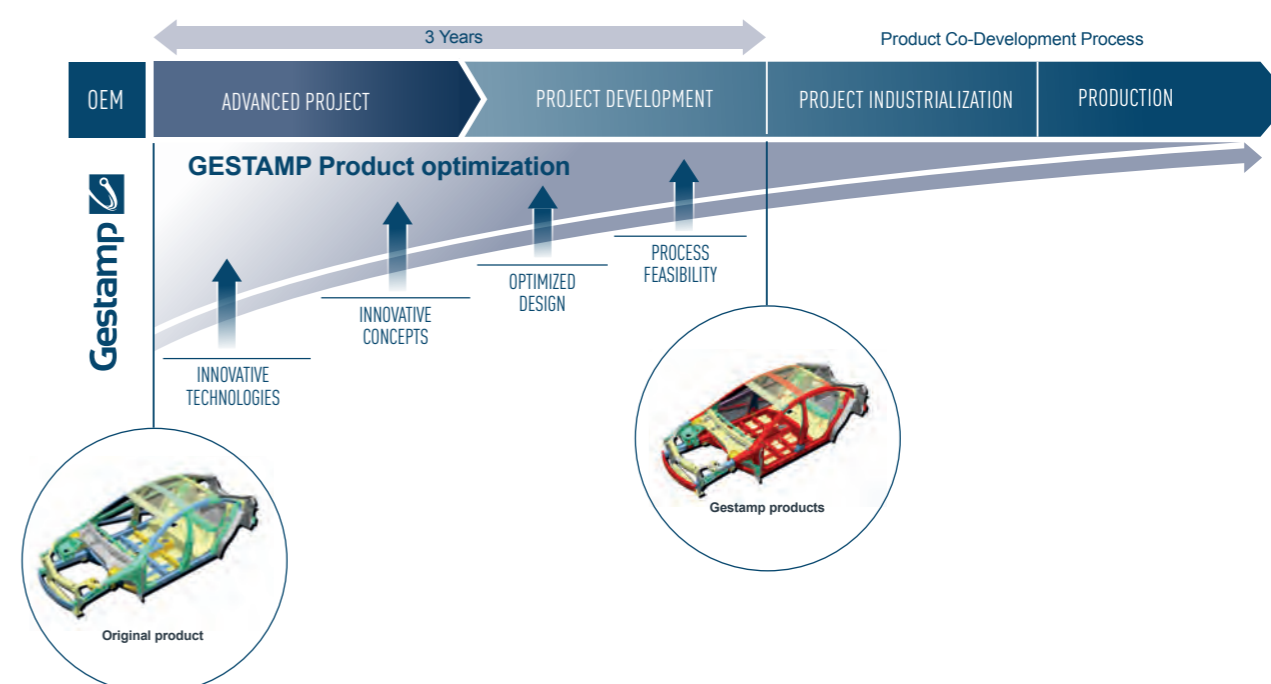 3 Years
Product Co-Development Process
OEM
ADVANCED PROJECT
PROJECT DEVELOPMENT
PROJECT INDUSTRIALIZATION
PRODUCTION
GESTAMP Product optimization
Gestamp
PROCESS
FEASIBILITY
OPTIMIZED
DESIGN
INNOVATIVE
CONCEPTS
INNOVATIVE
TECHNOLOGIES
Gestamp products
Original product